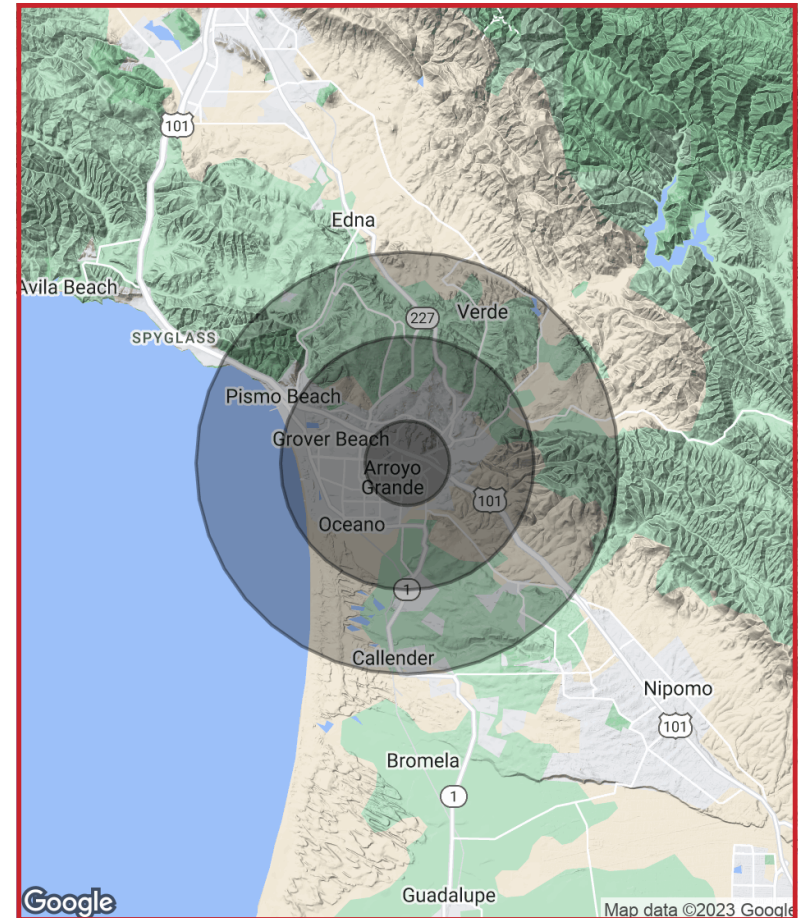 101
Edna
Avila Beach
227
Verde
SPYGLASS
Pismo Beach
Grover Beach
Arroyo
Grande
101
Oceano
1
Callender
Nipomo
101
Bromela
1
Guadalupe
Google
Map data ©2023 Google